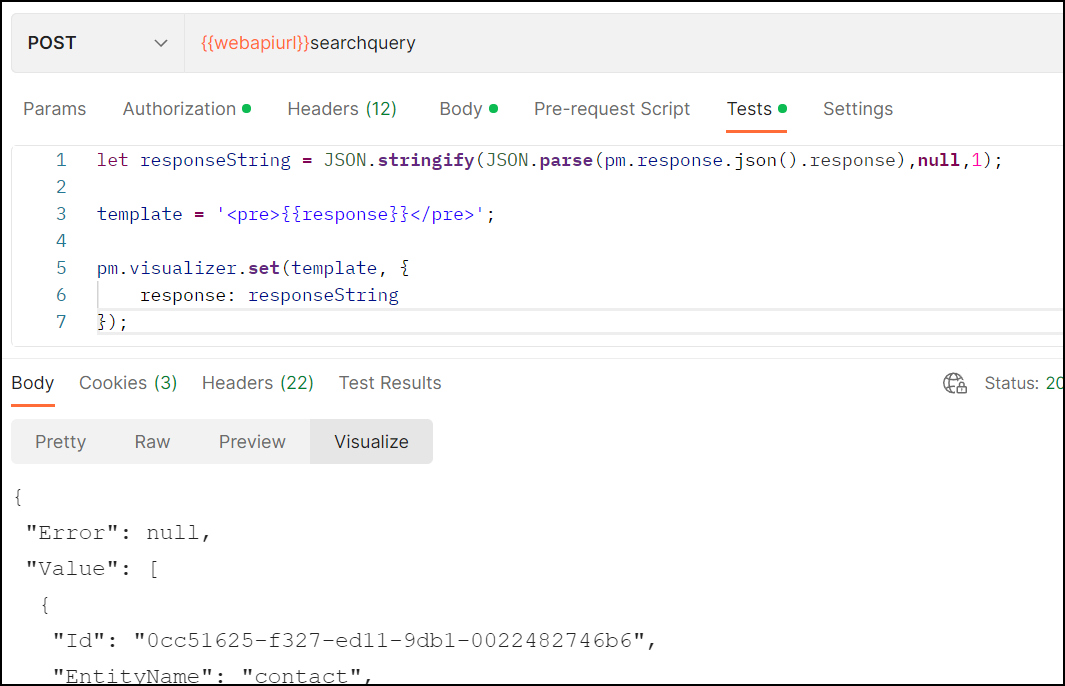 POST {{webapiurl}}searchquery
Params Authorization Headers (12) Body Pre-request Script Tests Settings
1 let responseString = JSON.stringify(JSON.parse(pm.response.json().response),null,1);
2
3 template = '<pre>{{response}}</pre>';
4
5 pm.visualizer.set(template, {
6 response: responseString
7 });
Body Cookies (3) Headers (22) Test Results Status: 20
Pretty Raw Preview Visualize
{
"Error": null,
"Value": [
{
"Id": "0cc51625-f327-ed11-9db1-0022482746b6",
"EntityName": "contact",